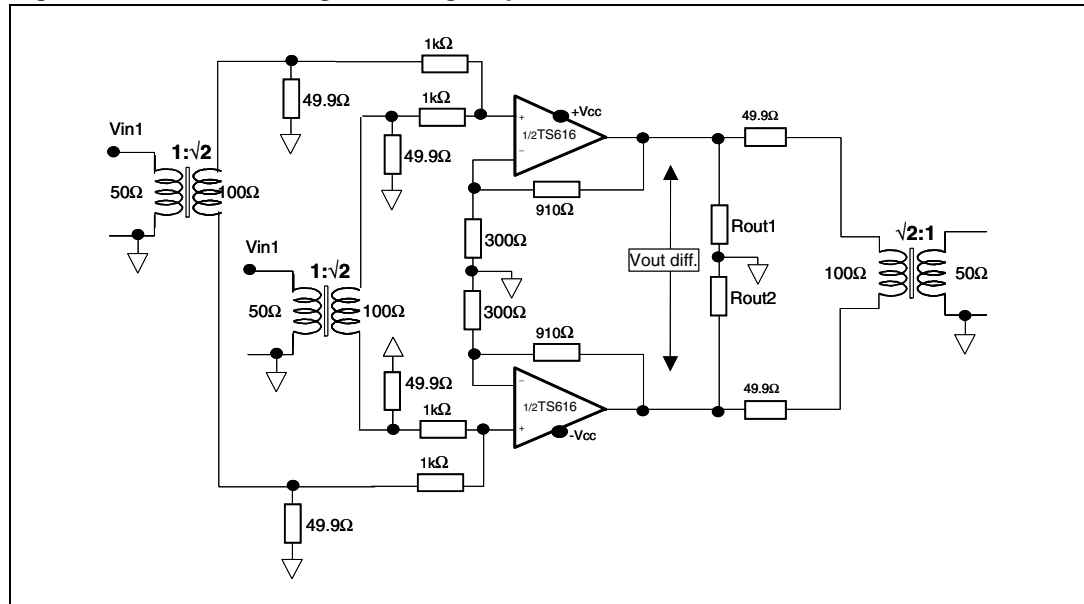 1kΩ
49.9Ω
1kΩ
+Vcc
Vin1
1:√2
49.9Ω
+
1/2TS616
_
49.9Ω
50Ω
100Ω
910Ω
300Ω
Rout1
Vin1
1:√2
Vout diff.
√2:1
50Ω
100Ω
300Ω
Rout2
100Ω
50Ω
910Ω
49.9Ω
_
1/2TS616
+
49.9Ω
1kΩ
-Vcc
1kΩ
49.9Ω